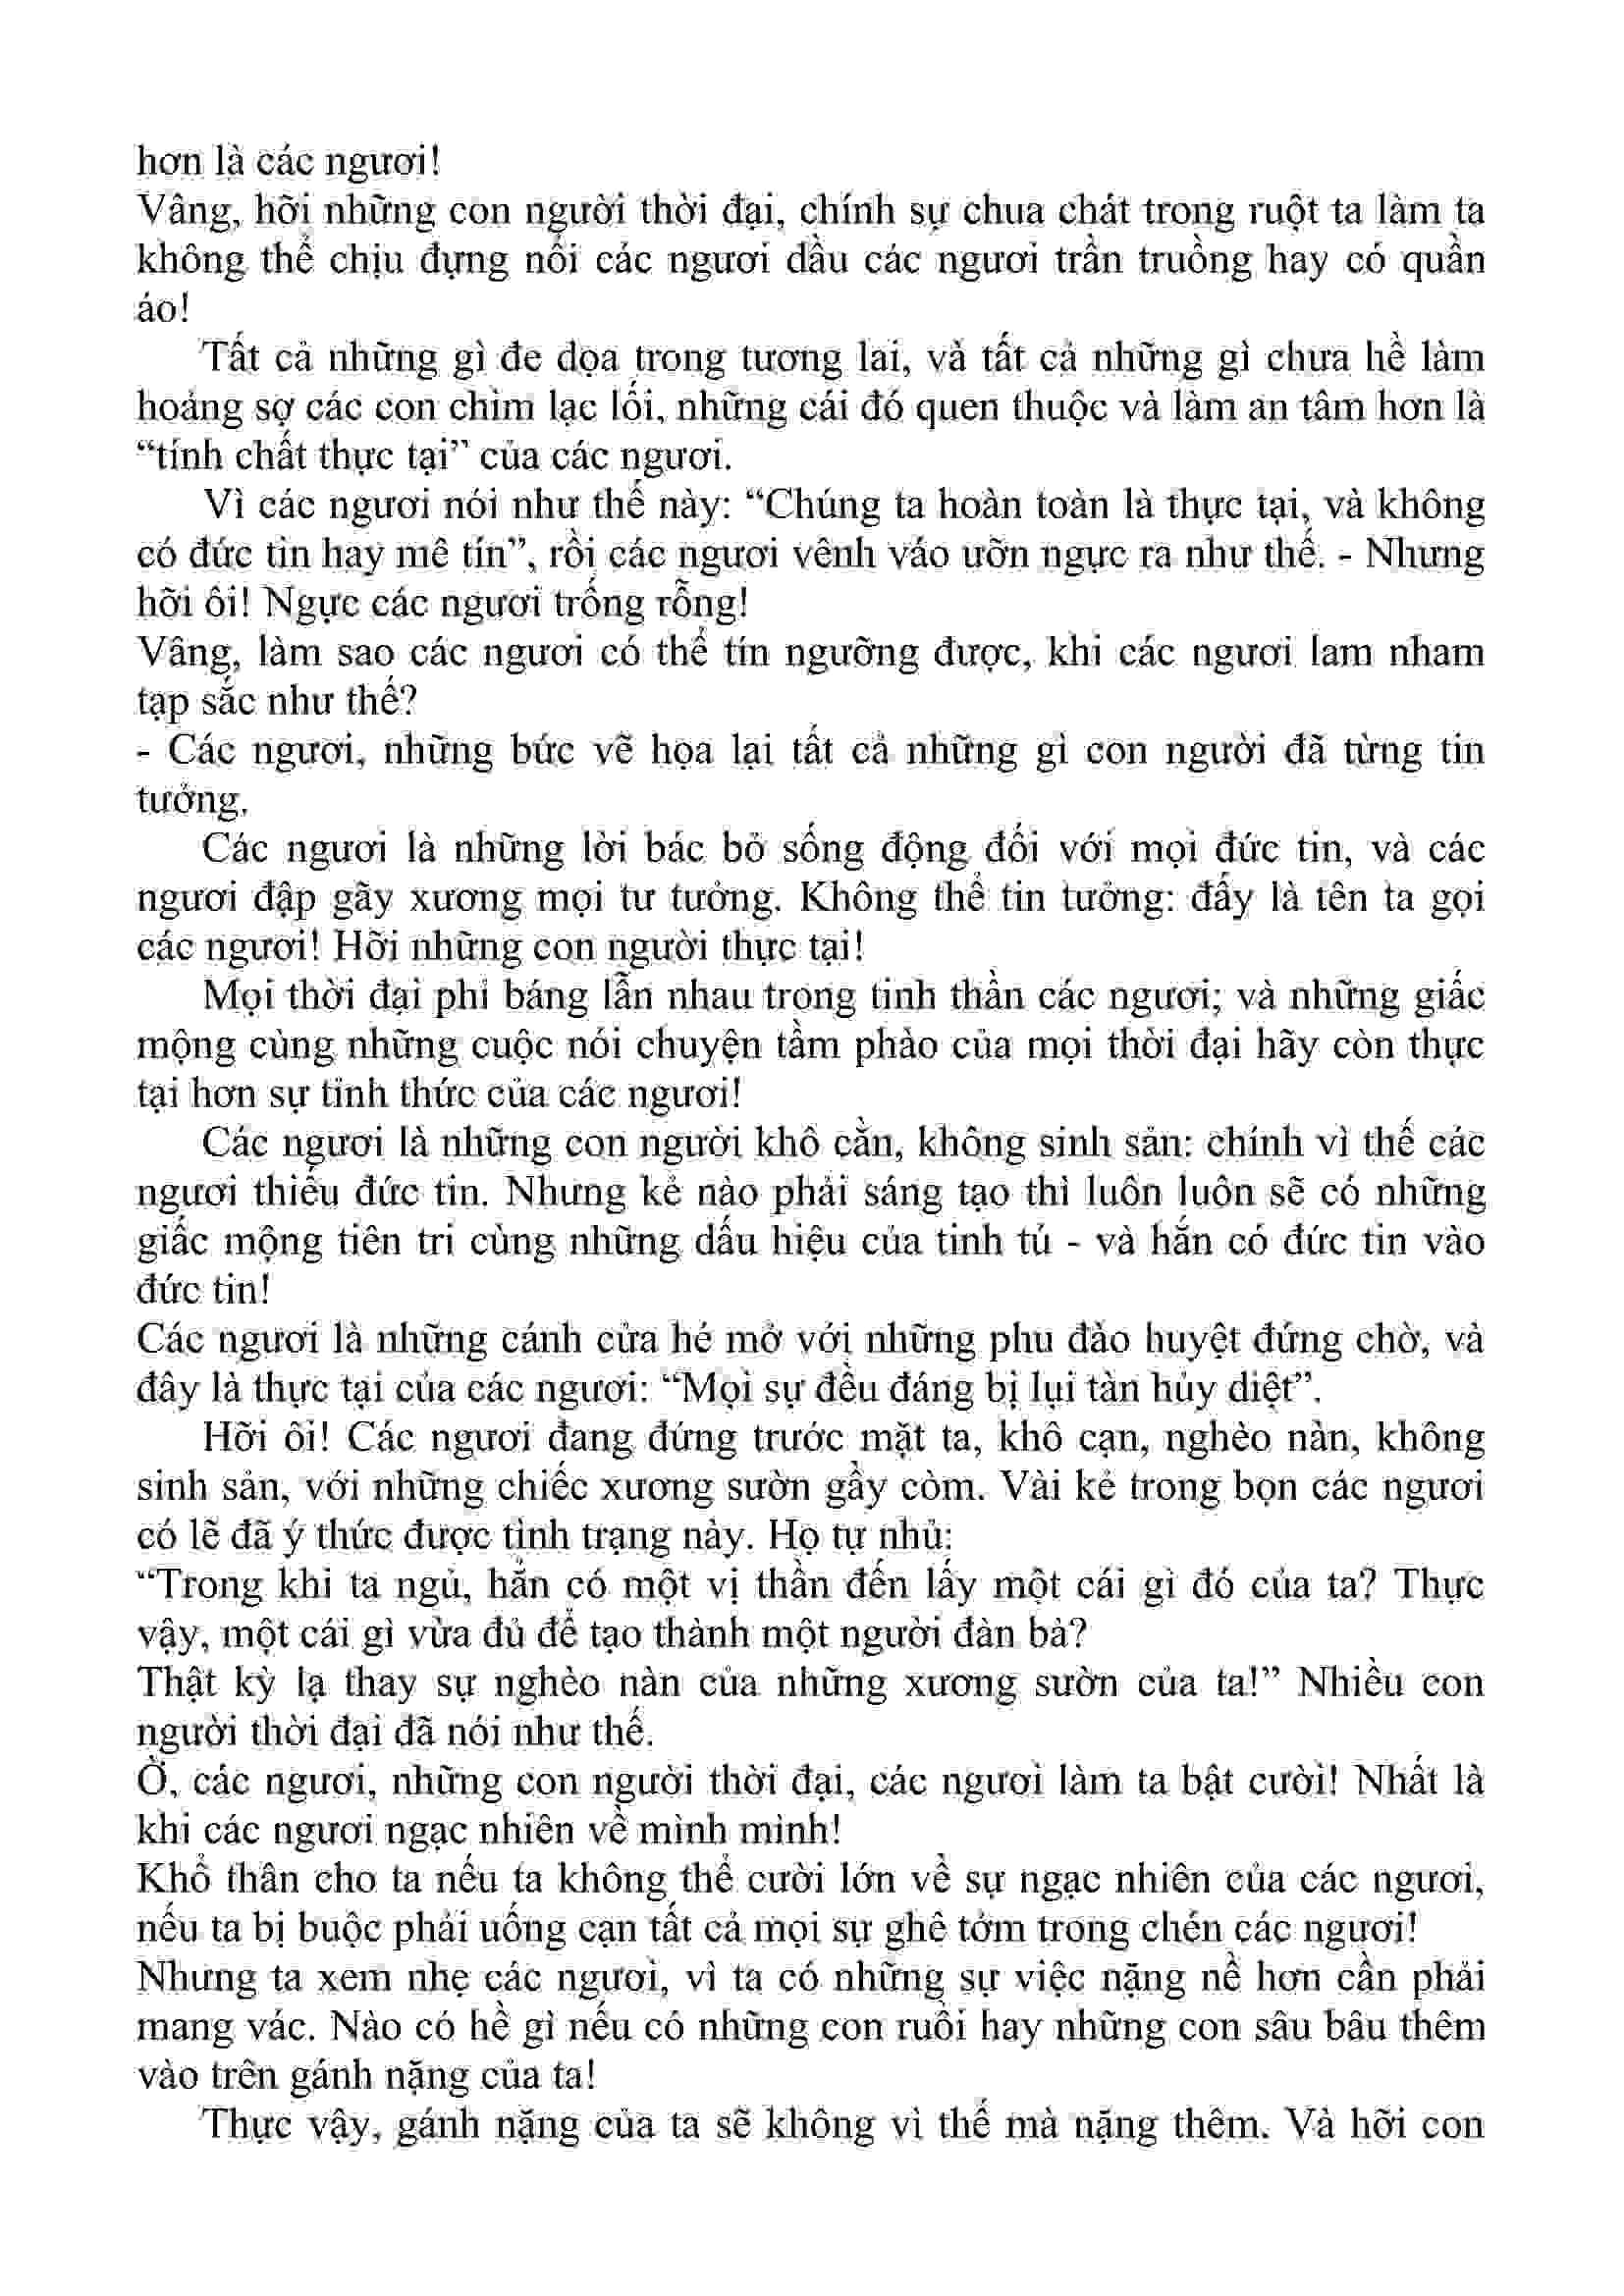 hơn là các ngươi!
Vâng, hỡi những con người thời đại, chính sự chua chát trong ruột ta làm ta
không thể chịu đựng nổi các ngươi dầu các ngươi trần truồng hay có quần
áo!
Tất cả những gì đe dọa trong tương lai, và tất cả những gì chưa hề làm
hoảng sợ các con chim lạc lối, những cái đó quen thuộc và làm an tâm hơn là
“tính chất thực tại” của các ngươi.
Vì các ngươi nói như thế này: “Chúng ta hoàn toàn là thực tại, và không
có đức tin hay mê tín”, rồi các ngươi vênh váo ưỡn ngực ra như thế. - Nhưng
hỡi ôi! Ngực các ngươi trống rỗng!
Vâng, làm sao các ngươi có thể tín ngưỡng được, khi các ngươi lam nham
tạp sắc như thế?
- Các ngươi, những bức vẽ họa lại tất cả những gì con người đã từng tin
tưởng.
Các ngươi là những lời bác bỏ sống động đối với mọi đức tin, và các
ngươi đập gãy xương mọi tư tưởng. Không thể tin tưởng: đấy là tên ta gọi
các ngươi! Hỡi những con người thực tại!
Mọi thời đại phỉ báng lẫn nhau trong tinh thần các ngươi; và những giấc
mộng cùng những cuộc nói chuyện tầm phào của mọi thời đại hãy còn thực
tại hơn sự tỉnh thức của các ngươi!
Các ngươi là những con người khô cằn, không sinh sản: chính vì thế các
ngươi thiếu đức tin. Nhưng kẻ nào phải sáng tạo thì luôn luôn sẽ có những
giấc mộng tiên tri cùng những dấu hiệu của tinh tú - và hắn có đức tin vào
đức tin!
Các ngươi là những cánh cửa hé mở với những phu đào huyệt đứng chờ, và
đây là thực tại của các ngươi: “Mọi sự đều đáng bị lụi tàn hủy diệt”.
Hỡi ôi! Các ngươi đang đứng trước mặt ta, khô cạn, nghèo nàn, không
sinh sản, với những chiếc xương sườn gầy còm. Vài kẻ trong bọn các ngươi
có lẽ đã ý thức được tình trạng này. Họ tự nhủ:
“Trong khi ta ngủ, hẳn có một vị thần đến lấy một cái gì đó của ta? Thực
vậy, một cái gì vừa đủ để tạo thành một người đàn bà?
Thật kỳ lạ thay sự nghèo nàn của những xương sườn của ta!” Nhiều con
người thời đại đã nói như thế.
Ờ, các ngươi, những con người thời đại, các ngươi làm ta bật cười! Nhất là
khi các ngươi ngạc nhiên về mình mình!
Khổ thân cho ta nếu ta không thể cười lớn về sự ngạc nhiên của các ngươi,
nếu ta bị buộc phải uống cạn tất cả mọi sự ghê tởm trong chén các ngươi!
Nhưng ta xem nhẹ các ngươi, vì ta có những sự việc nặng nề hơn cần phải
mang vác. Nào có hề gì nếu có những con ruồi hay những con sâu bâu thêm
vào trên gánh nặng của ta!
Thực vậy, gánh nặng của ta sẽ không vì thế mà nặng thêm. Và hỡi con